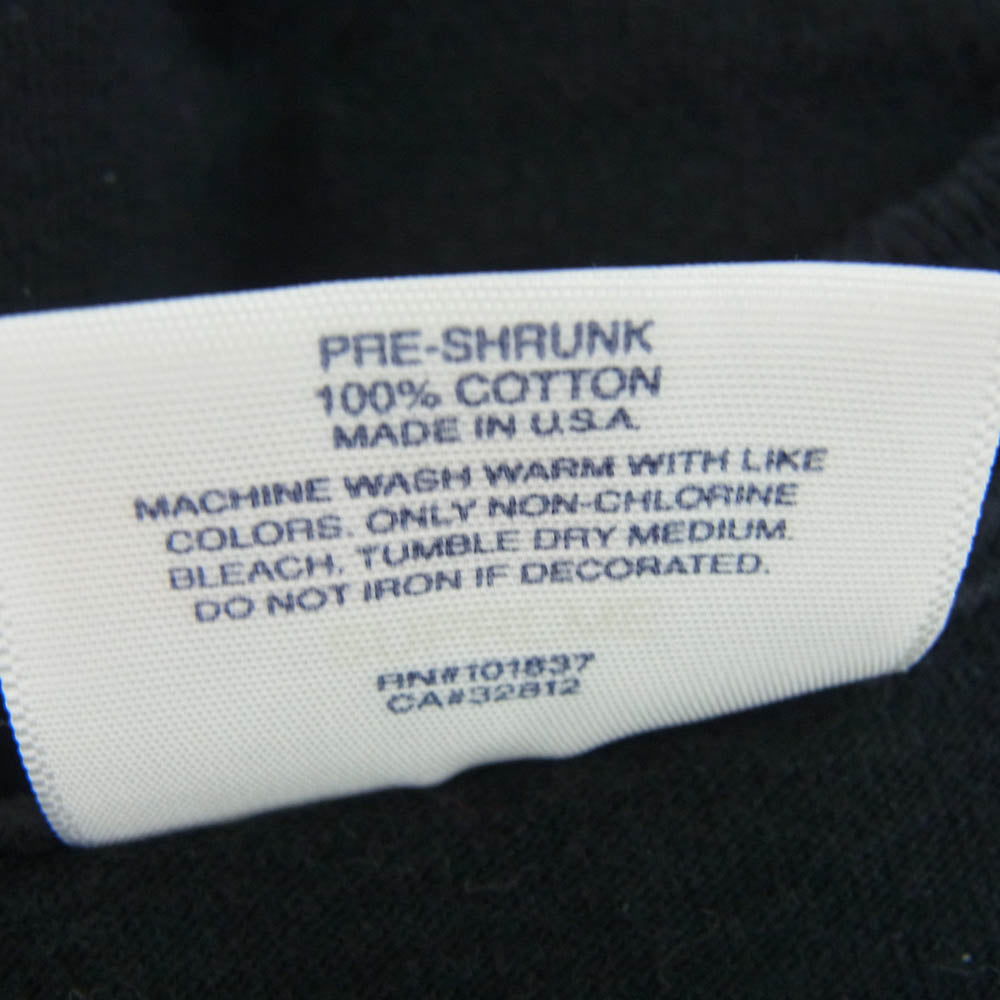 PRE-SHRUNK
100% COTTON
MADE IN U.S.A.
MACHINE WASH WARM WITH LIKE
COLORS. ONLY NON-CHLORINE
BLEACH. TUMBLE DRY MEDIUM.
DO NOT IRON IF DECORATED.
RN#101837
CA#32812